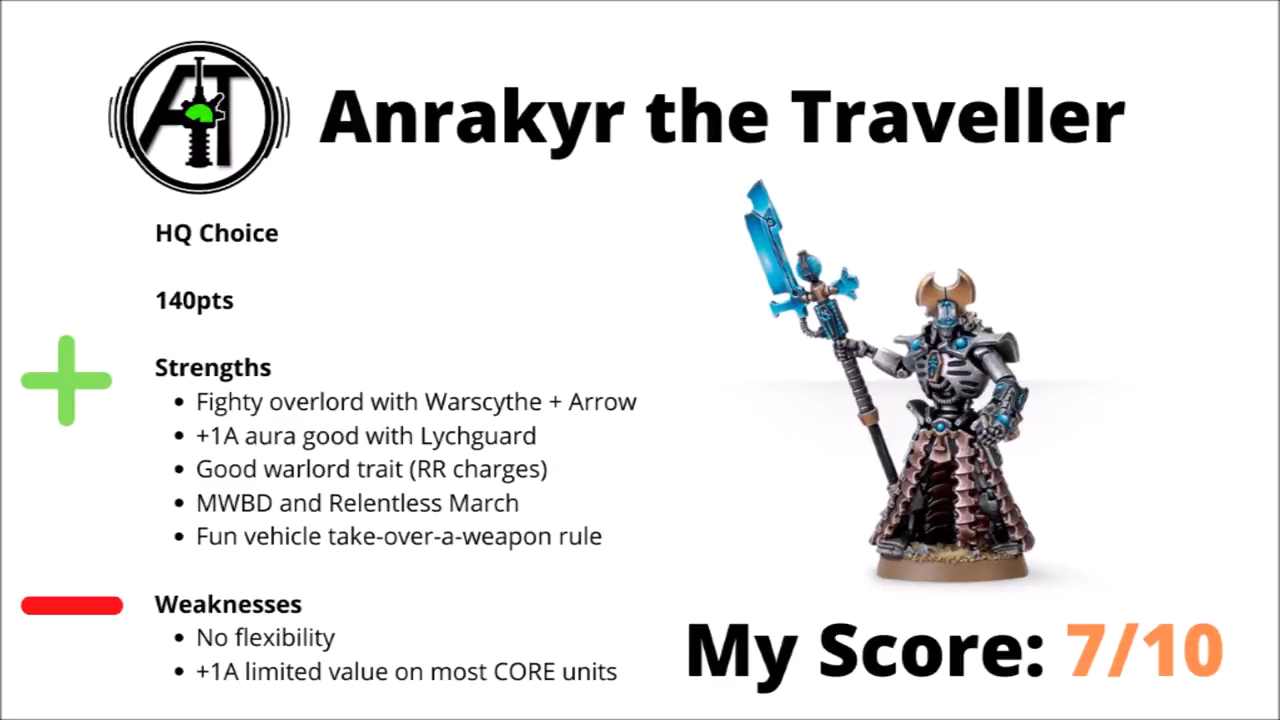 AT
Anrakyr the Traveller
HQ Choice
140pts
Strengths
• Fighty overlord with Warscythe + Arrow
• +1A aura good with Lychguard
• Good warlord trait (RR charges)
• MWBD and Relentless March
• Fun vehicle take-over-a-weapon rule
Weaknesses
• No flexibility
• +1A limited value on most CORE units
My Score: 7/10